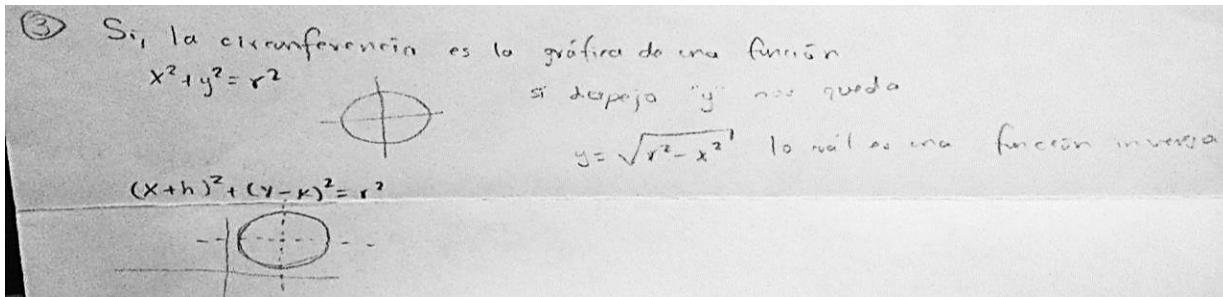 ③ Si, la circunferencia es la gráfica de una función
x² + y² = r²
si despejo "y" nos queda
y = √(r² - x²) lo cuál es una función inversa
(x+h)² + (y-k)² = r²